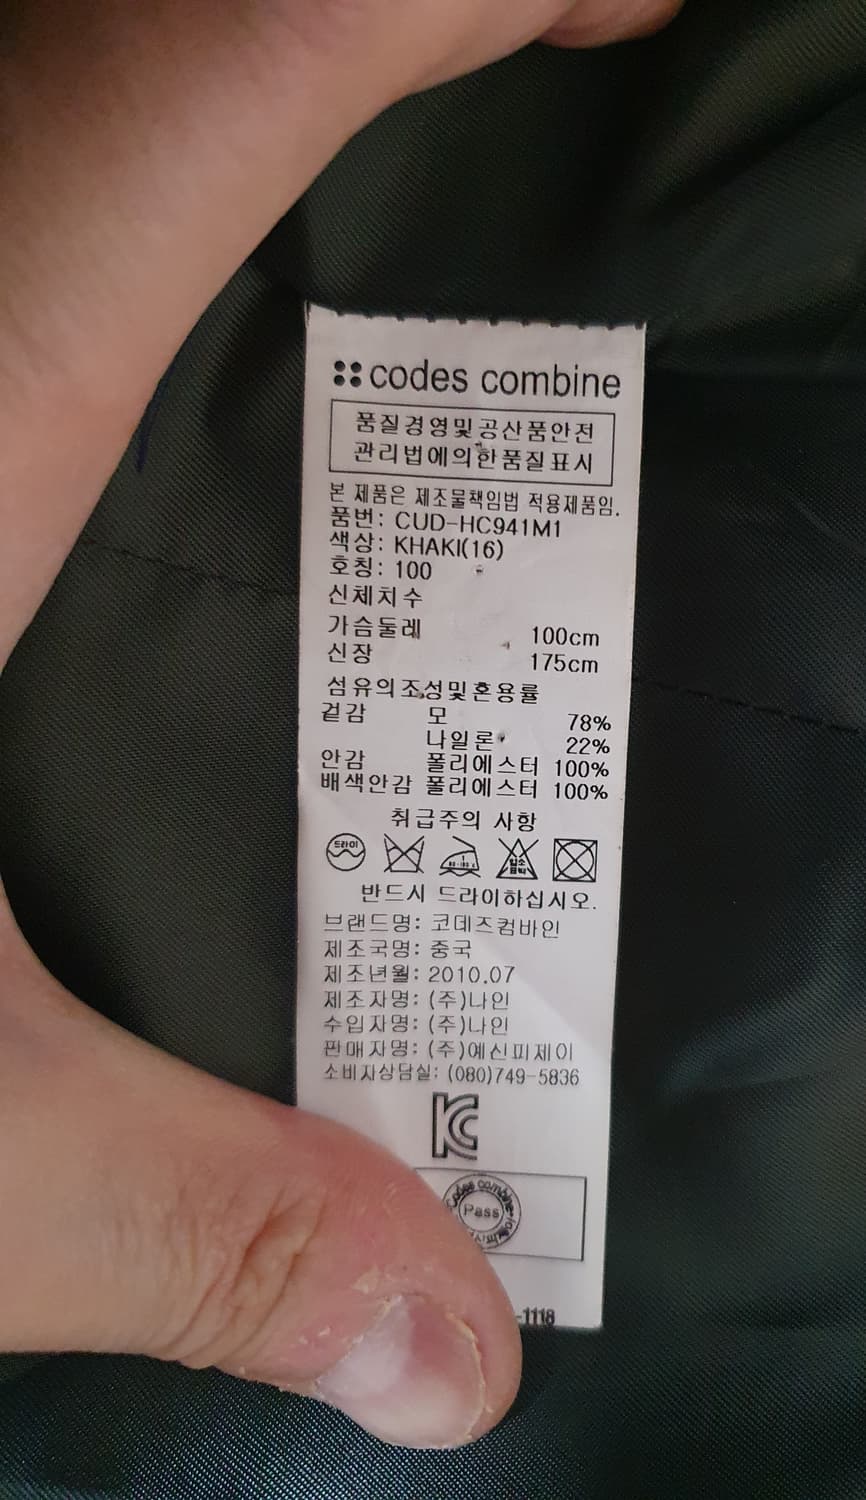 codes combine
품질경영및공산품안전
관리법에의한품질표시
본 제품은 제조물책임법 적용제품임.
품번: CUD-HC941M1
색상: KHAKI(16)
호칭: 100
신체치수
가슴둘레 100cm
신장 175cm
섬유의조성및혼용률
겉감 모 78%
나일론 22%
안감 폴리에스터 100%
배색안감 폴리에스터 100%
취급주의 사항
드라이
반드시 드라이하십시오.
브랜드명: 코데즈컴바인
제조국명: 중국
제조년월: 2010.07
제조자명: (주)나인
수입자명: (주)나인
판매자명: (주)예신피제이
소비자상담실: (080)749-5836
KC
Codes combine
Pass
-1118